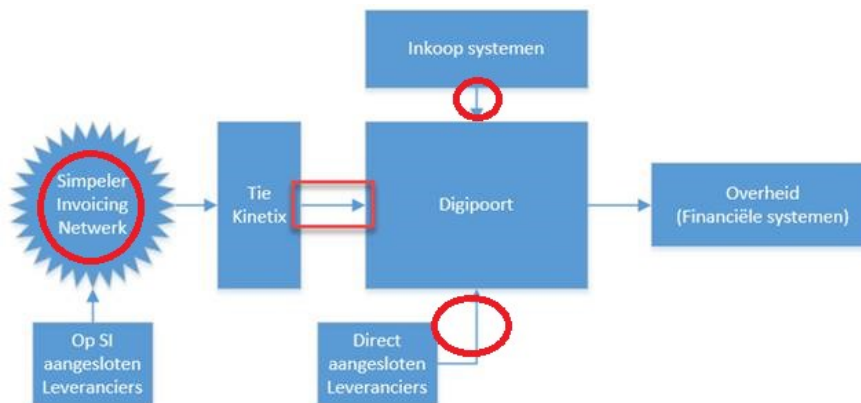 Inkoop systemen
Simpeler
Invoicing
Netwerk
Tie
Kinetix
Digipoort
Overheid
(Financiële systemen)
Op SI
aangesloten
Leveranciers
Direct
aangesloten
Leveranciers